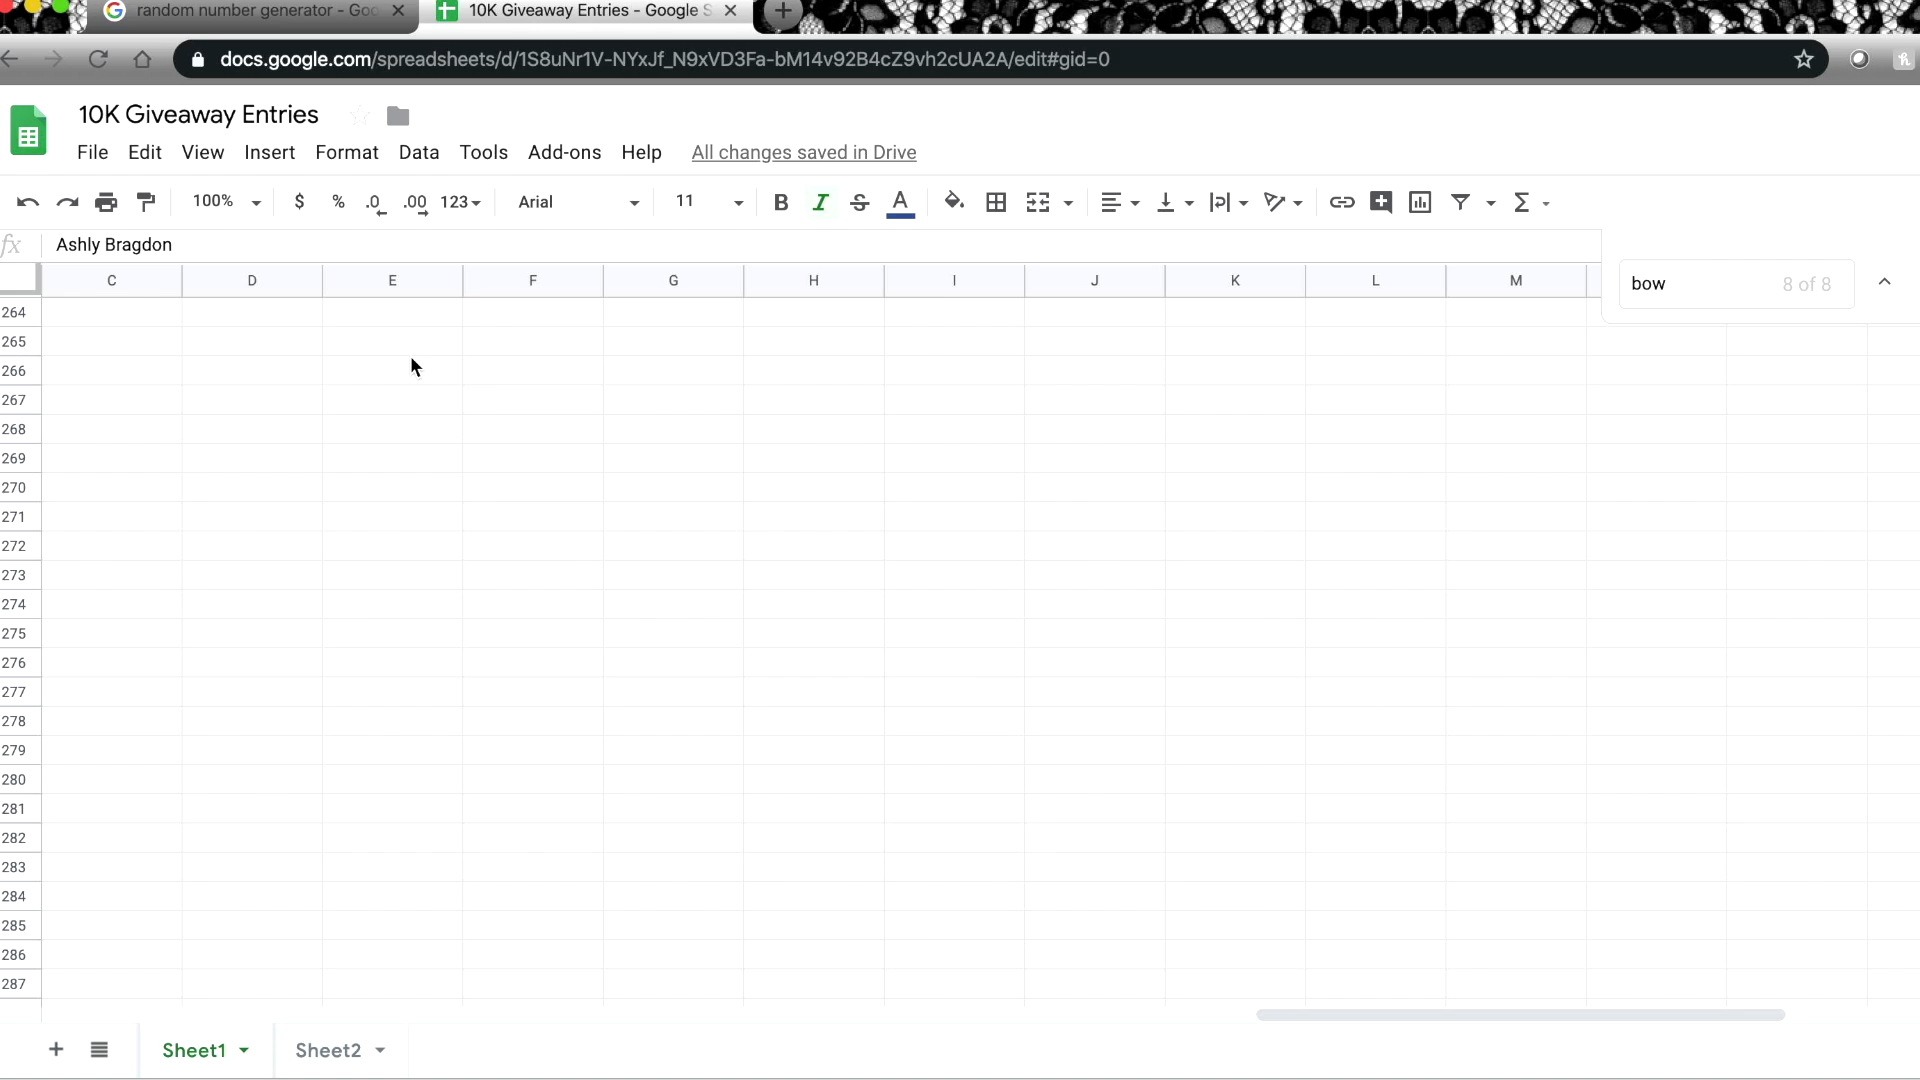 random number generator - Goo
10K Giveaway Entries - Google S
docs.google.com/spreadsheets/d/1S8uNr1V-NYxJf_N9xVD3Fa-bM14v92B4cZ9vh2cUA2A/edit#gid=0
10K Giveaway Entries
File Edit View Insert Format Data Tools Add-ons Help All changes saved in Drive
100% $ % .0 .00 123 Arial 11 B I S A
fx Ashly Bragdon
bow 8 of 8
C D E F G H I J K L M
264
265
266
267
268
269
270
271
272
273
274
275
276
277
278
279
280
281
282
283
284
285
286
287
Sheet1 Sheet2